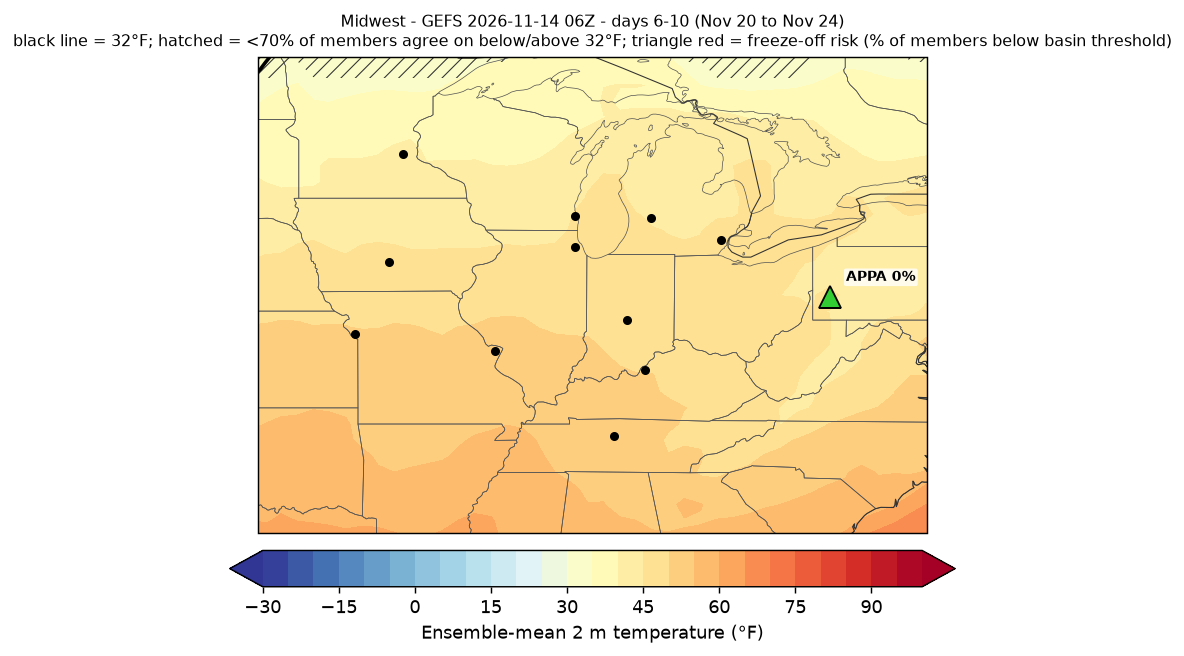 Midwest - GEFS 2026-11-14 06Z - days 6-10 (Nov 20 to Nov 24)
black line = 32°F; hatched = <70% of members agree on below/above 32°F; triangle red = freeze-off risk (% of members below basin threshold)
APPA 0%
−30 −15 0 15 30 45 60 75 90
Ensemble-mean 2 m temperature (°F)